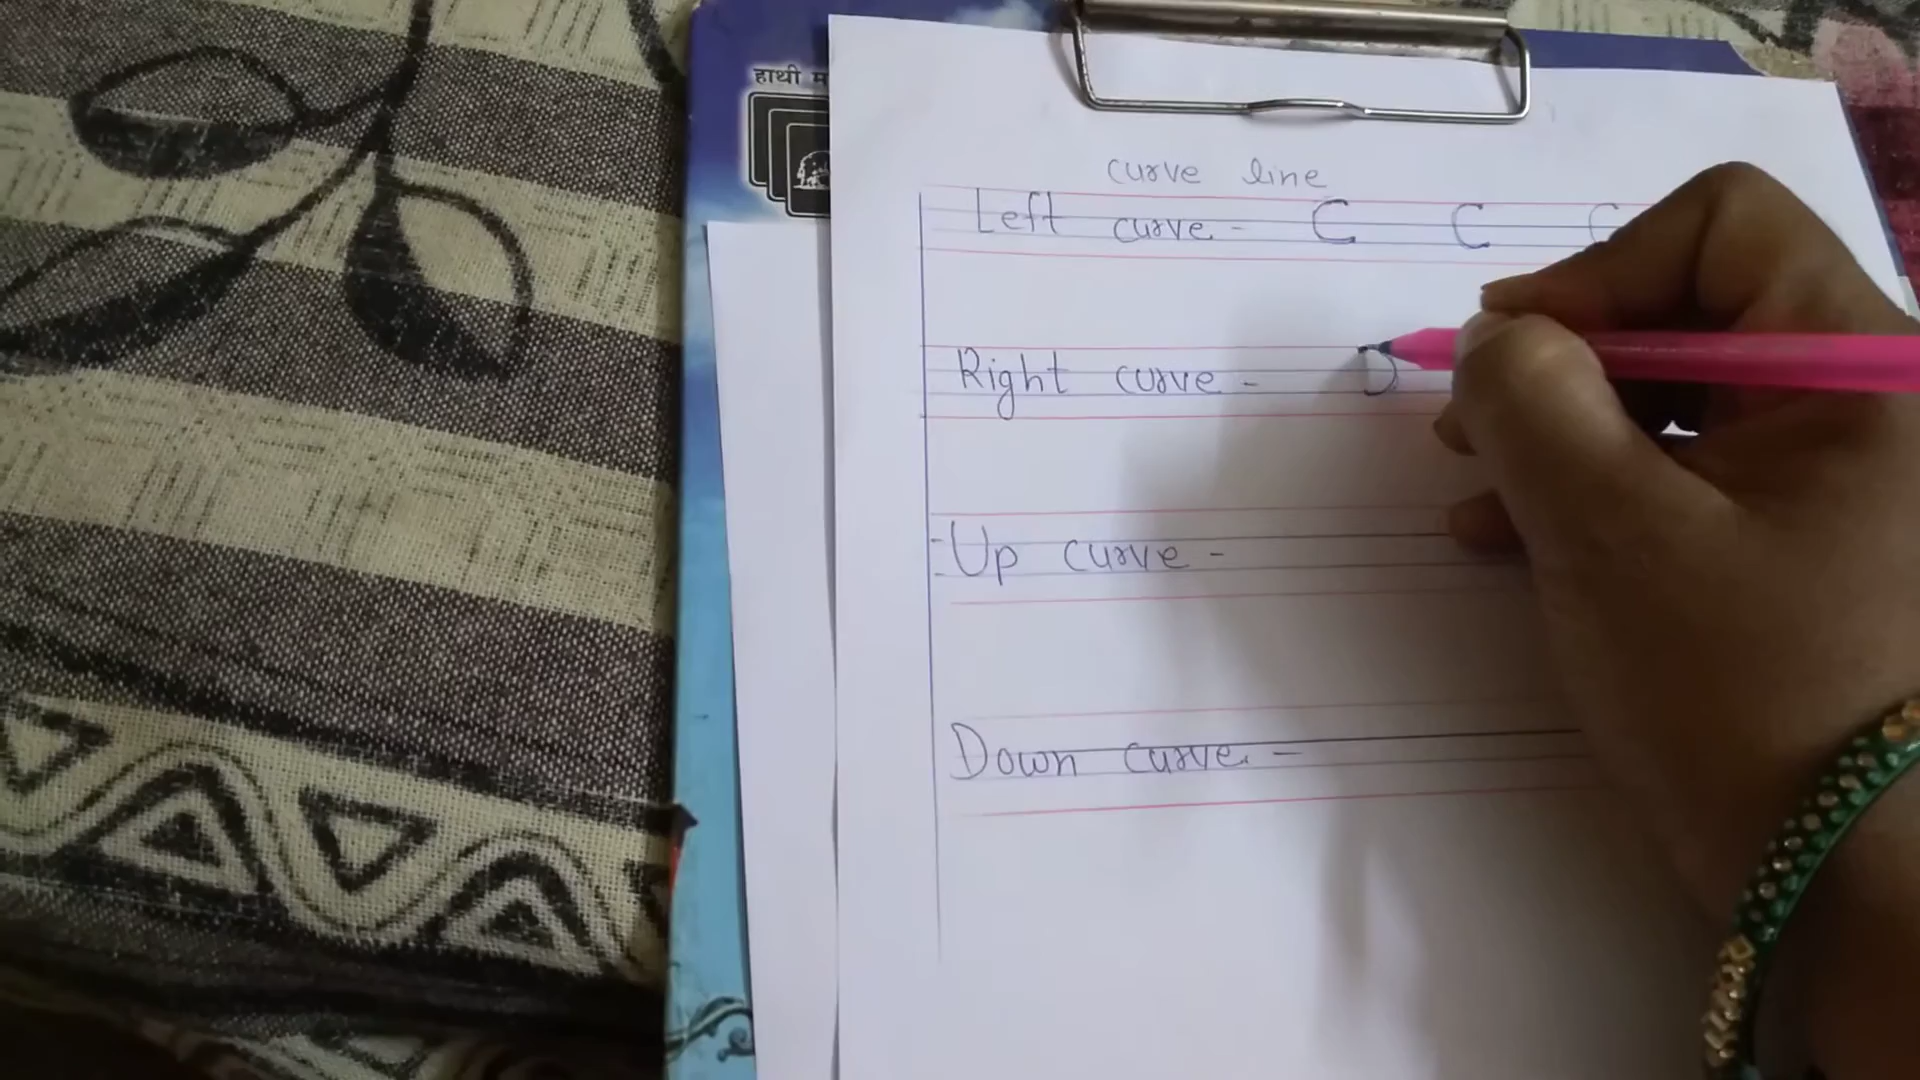 हाथी
curve line
Left curve - C C C
Right curve - D
Up curve -
Down curve. -